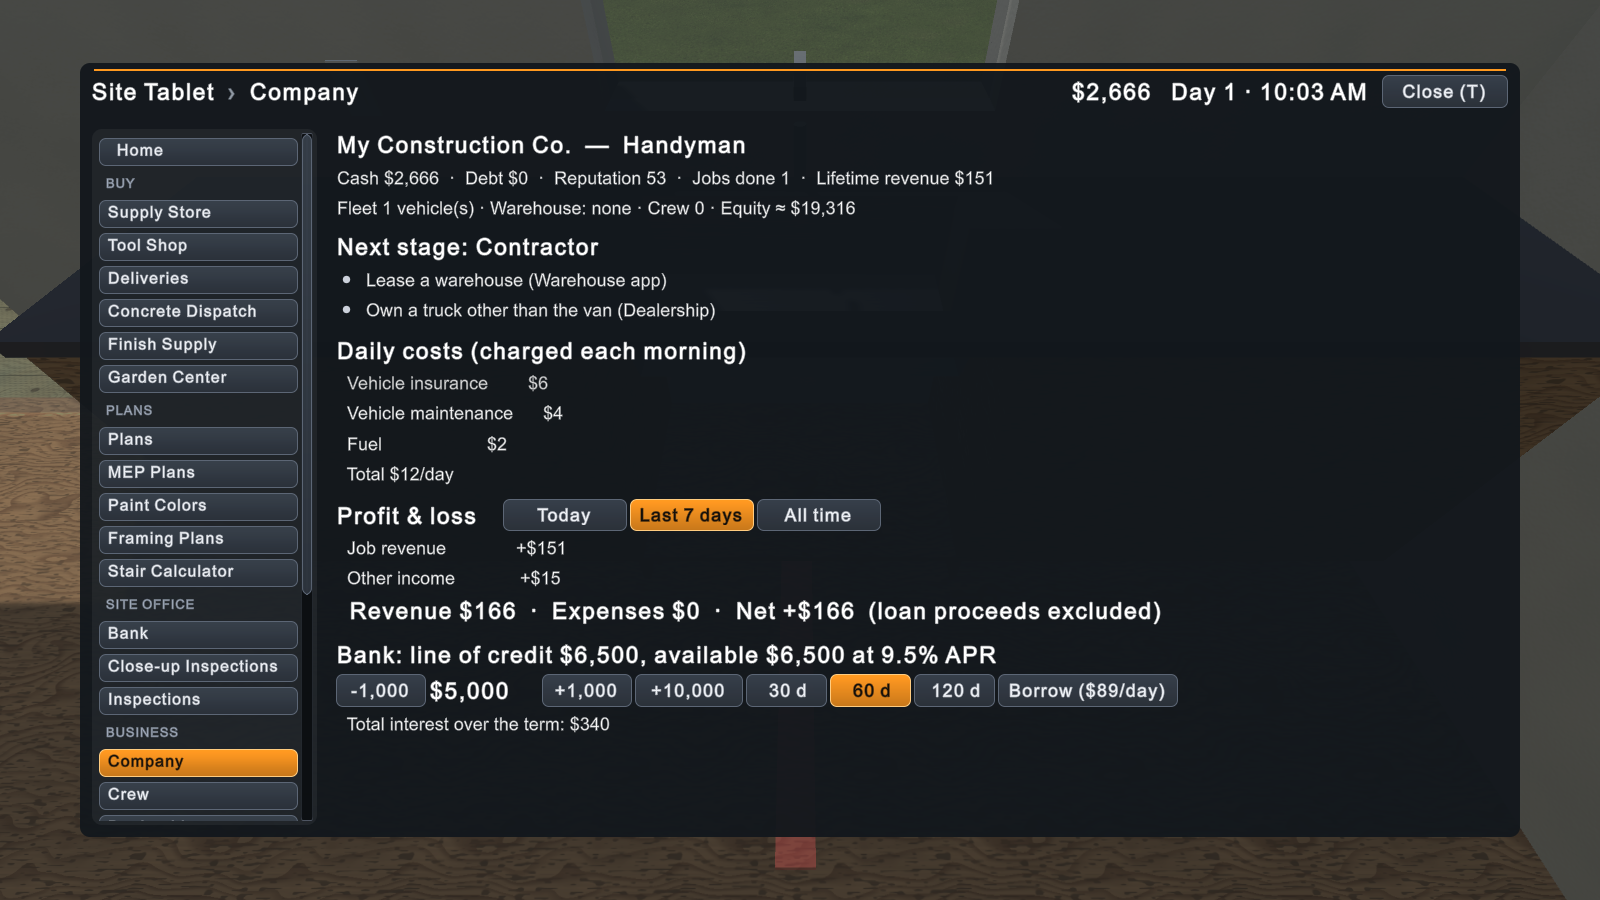 Site Tablet › Company
$2,666 Day 1 · 10:03 AM Close (T)
Home
BUY
Supply Store
Tool Shop
Deliveries
Concrete Dispatch
Finish Supply
Garden Center
PLANS
Plans
MEP Plans
Paint Colors
Framing Plans
Stair Calculator
SITE OFFICE
Bank
Close-up Inspections
Inspections
BUSINESS
Company
Crew
My Construction Co. — Handyman
Cash $2,666 · Debt $0 · Reputation 53 · Jobs done 1 · Lifetime revenue $151
Fleet 1 vehicle(s) · Warehouse: none · Crew 0 · Equity ≈ $19,316
Next stage: Contractor
• Lease a warehouse (Warehouse app)
• Own a truck other than the van (Dealership)
Daily costs (charged each morning)
Vehicle insurance $6
Vehicle maintenance $4
Fuel $2
Total $12/day
Profit & loss Today Last 7 days All time
Job revenue +$151
Other income +$15
Revenue $166 · Expenses $0 · Net +$166 (loan proceeds excluded)
Bank: line of credit $6,500, available $6,500 at 9.5% APR
-1,000 $5,000 +1,000 +10,000 30 d 60 d 120 d Borrow ($89/day)
Total interest over the term: $340